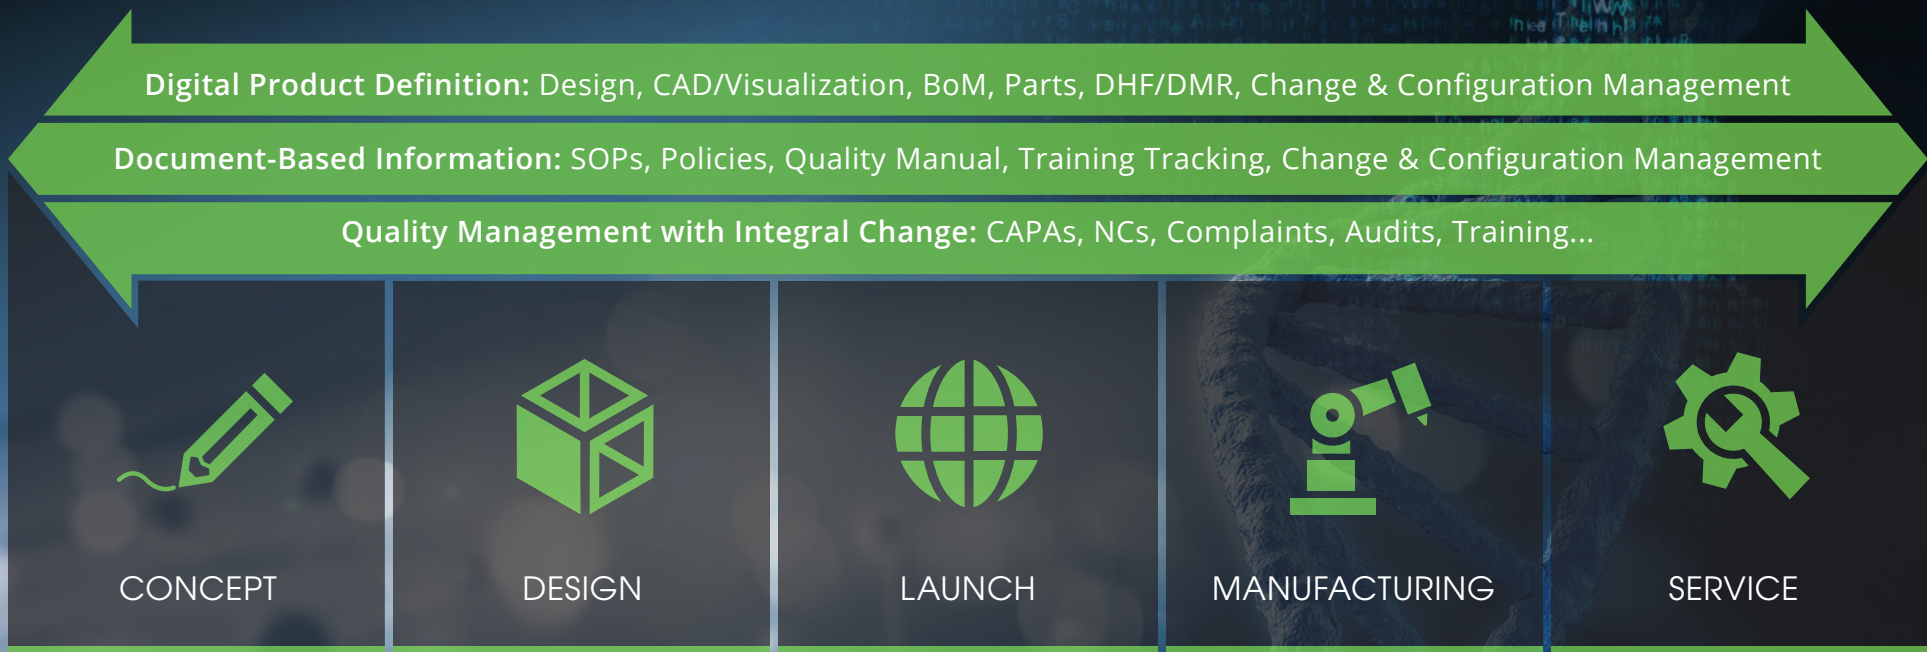 Digital Product Definition: Design, CAD/Visualization, BoM, Parts, DHF/DMR, Change & Configuration Management
Document-Based Information: SOPs, Policies, Quality Manual, Training Tracking, Change & Configuration Management
Quality Management with Integral Change: CAPAs, NCs, Complaints, Audits, Training...
CONCEPT
DESIGN
LAUNCH
MANUFACTURING
SERVICE